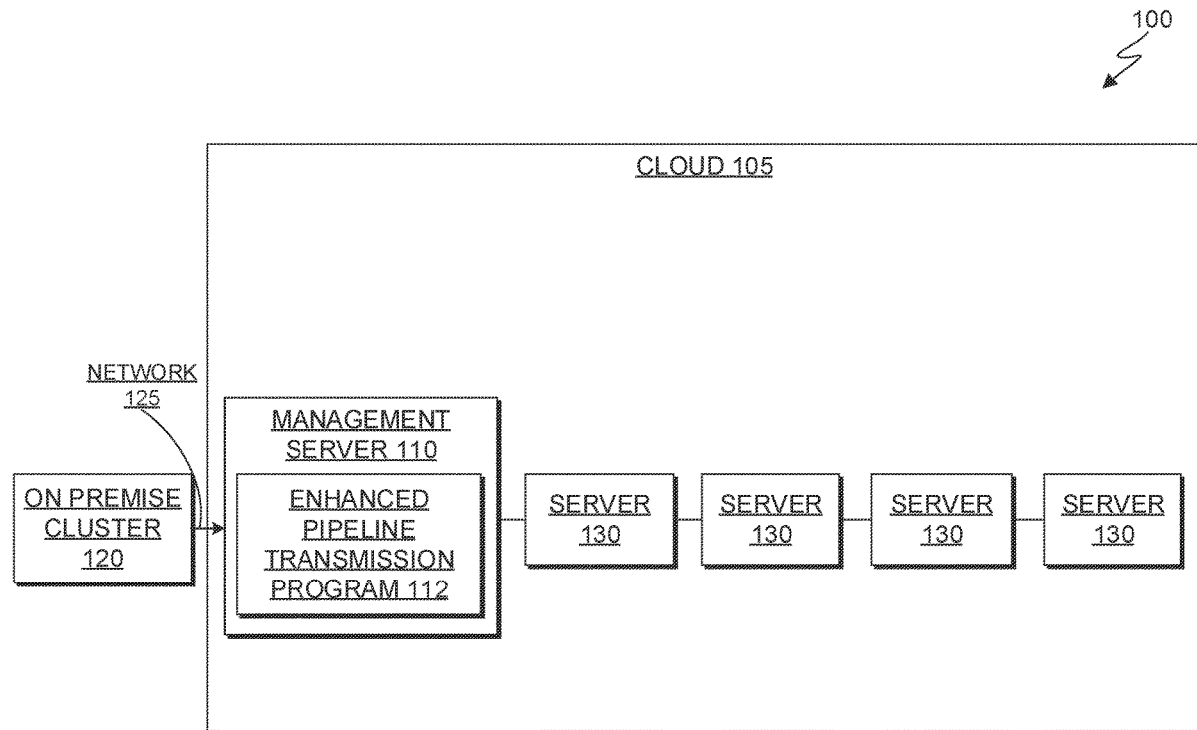 100
CLOUD 105
NETWORK
125
MANAGEMENT
SERVER 110
ON PREMISE
CLUSTER
120
ENHANCED
PIPELINE
TRANSMISSION
PROGRAM 112
SERVER
130
SERVER
130
SERVER
130
SERVER
130